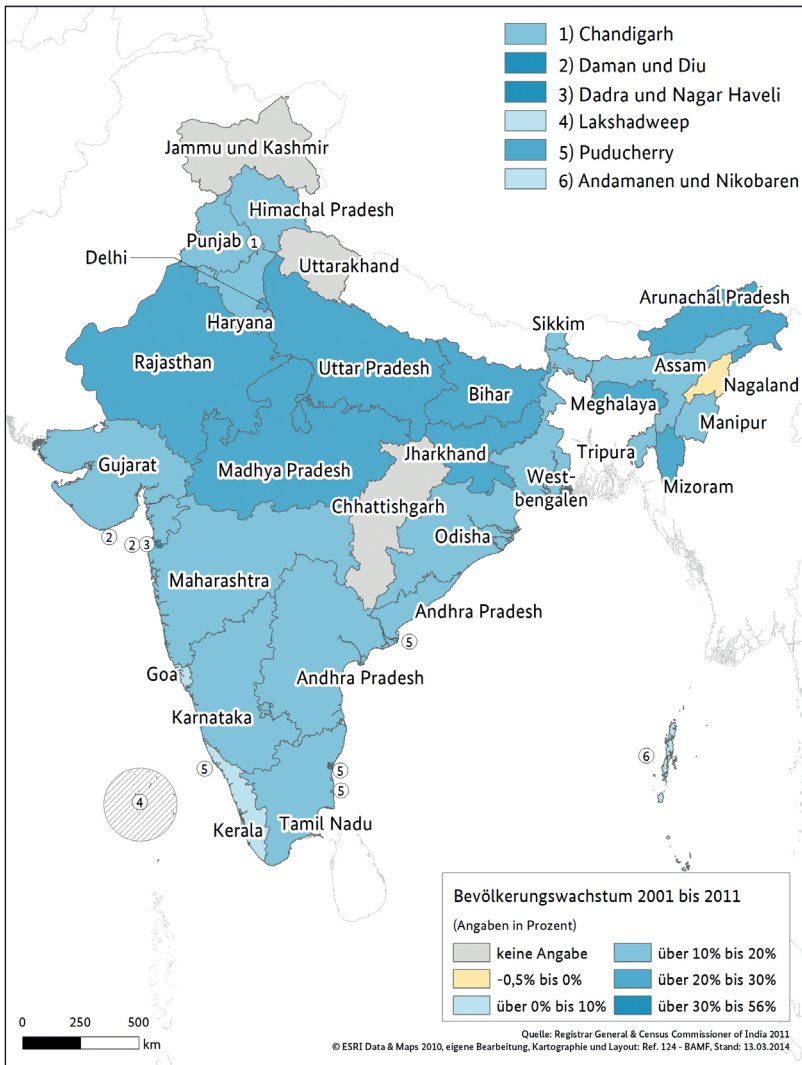 1) Chandigarh
2) Daman und Diu
3) Dadra und Nagar Haveli
4) Lakshadweep
5) Puducherry
6) Andamanen und Nikobaren
Jammu und Kashmir
Himachal Pradesh
Punjab
1
Delhi
Uttarakhand
Haryana
Rasjasthan
Uttar Pradesh
Bihar
Sikkim
Arunachal Pradesh
Assam
Nagaland
Meghalaya
Manipur
Tripura
Mizoram
Gujarat
Madhya Pradesh
Jharkhand
West-
bengalen
Chhattishgarh
Odisha
2
2 3
Maharashtra
Andhra Pradesh
5
Goa
Andhra Pradesh
Karnataka
6
5
5
5
4
Kerala
Tamil Nadu
Bevölkerungswachstum 2001 bis 2011
(Angaben in Prozent)
keine Angabe
-0,5% bis 0%
über 0% bis 10%
über 10% bis 20%
über 20% bis 30%
über 30% bis 56%
0 250 500
km
Quelle: Registrar General & Census Commissioner of India 2011
© ESRI Data & Maps 2010, eigene Bearbeitung, Kartographie und Layout: Ref. 124 - BAMF, Stand: 13.03.2014